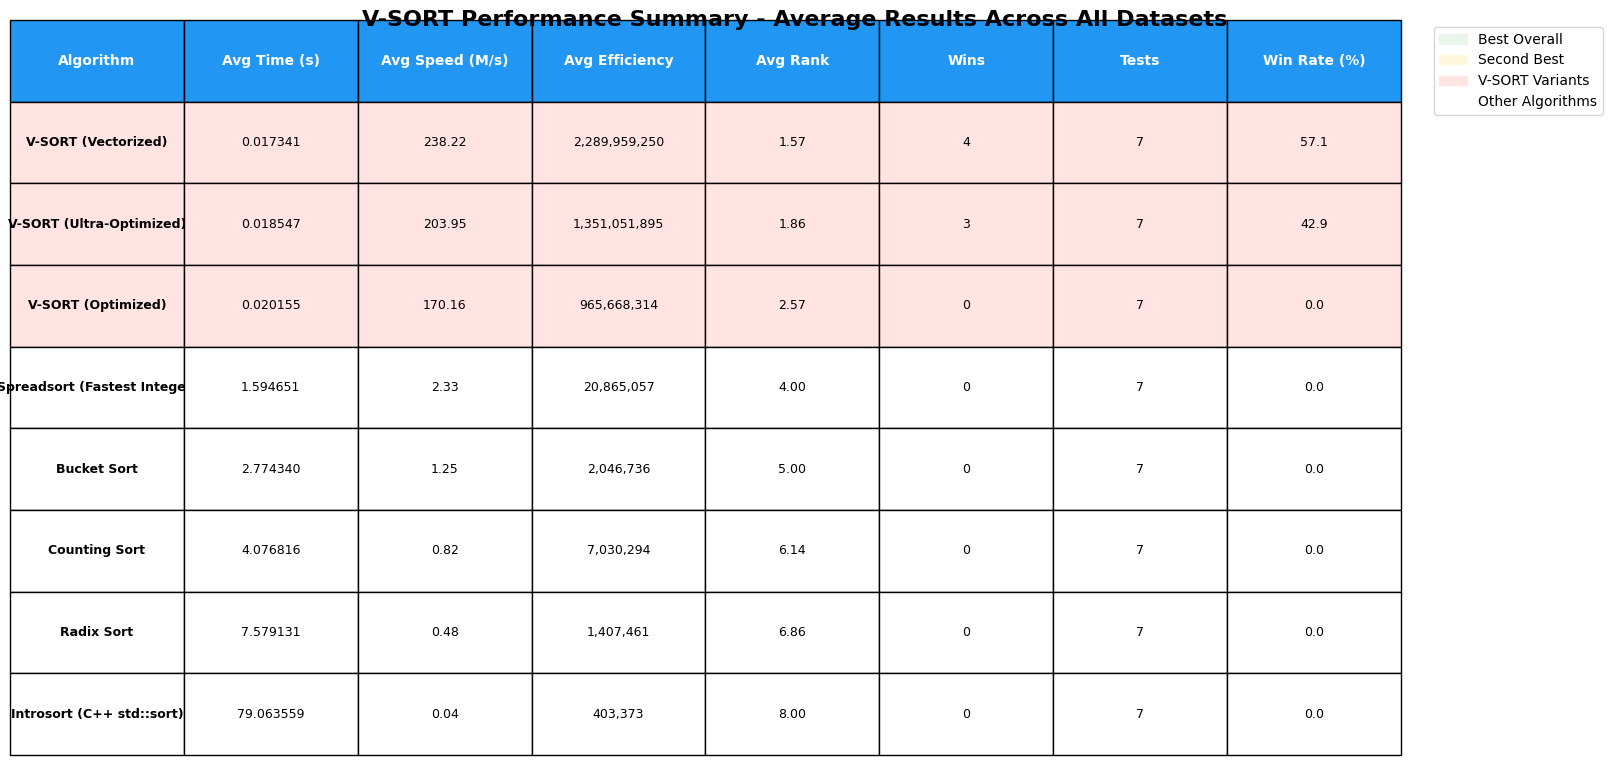 V-SORT Performance Summary - Average Results Across All Datasets
Algorithm Avg Time (s) Avg Speed (M/s) Avg Efficiency Avg Rank Wins Tests Win Rate (%)
V-SORT (Vectorized) 0.017341 238.22 2,289,959,250 1.57 4 7 57.1
V-SORT (Ultra-Optimized) 0.018547 203.95 1,351,051,895 1.86 3 7 42.9
V-SORT (Optimized) 0.020155 170.16 965,668,314 2.57 0 7 0.0
Spreadsort (Fastest Intege 1.594651 2.33 20,865,057 4.00 0 7 0.0
Bucket Sort 2.774340 1.25 2,046,736 5.00 0 7 0.0
Counting Sort 4.076816 0.82 7,030,294 6.14 0 7 0.0
Radix Sort 7.579131 0.48 1,407,461 6.86 0 7 0.0
Introsort (C++ std::sort) 79.063559 0.04 403,373 8.00 0 7 0.0
Best Overall
Second Best
V-SORT Variants
Other Algorithms